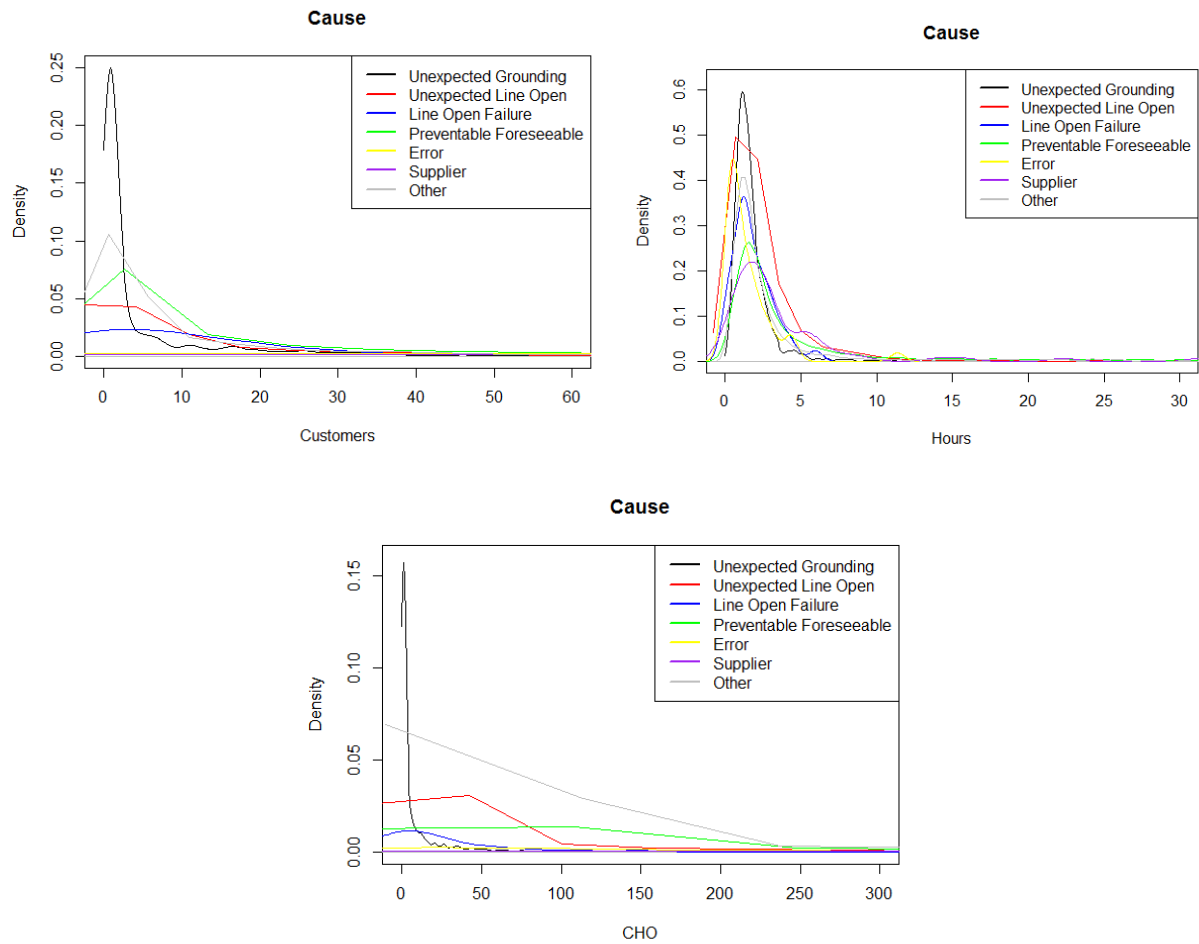 Cause
Density
0.00
0.05
0.10
0.15
0.20
0.25
0 10 20 30 40 50 60
Customers
Unexpected Grounding
Unexpected Line Open
Line Open Failure
Preventable Foreseeable
Error
Supplier
Other
Cause
Density
0.0
0.1
0.2
0.3
0.4
0.5
0.6
0 5 10 15 20 25 30
Hours
Unexpected Grounding
Unexpected Line Open
Line Open Failure
Preventable Foreseeable
Error
Supplier
Other
Cause
Density
0.00
0.05
0.10
0.15
0 50 100 150 200 250 300
CHO
Unexpected Grounding
Unexpected Line Open
Line Open Failure
Preventable Foreseeable
Error
Supplier
Other